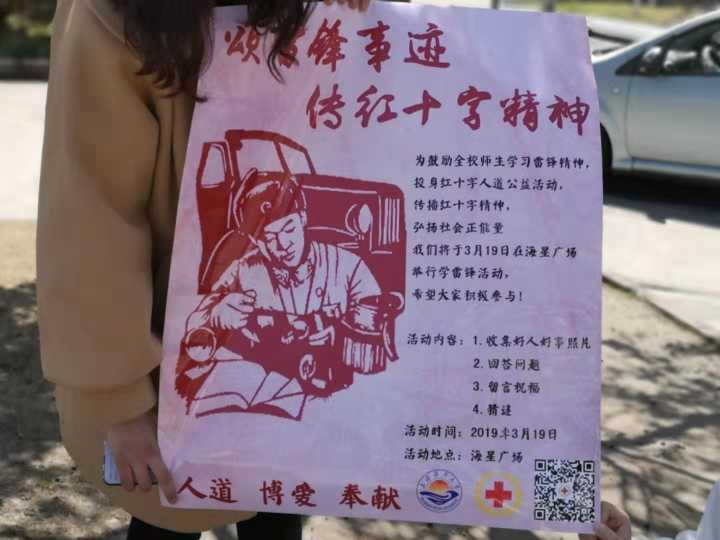 颂雷锋事迹
传红十字精神
为鼓励全校师生学习雷锋精神，
投身红十字人道公益活动，
传播红十字精神，
弘扬社会正能量
我们将于3月19日在海星广场
举行学雷锋活动，
希望大家积极参与！
活动内容：1. 收集好人好事照片
2. 回答问题
3. 留言祝福
4. 猜谜
活动时间：2019年3月19日
活动地点：海星广场
人道 博爱 奉献